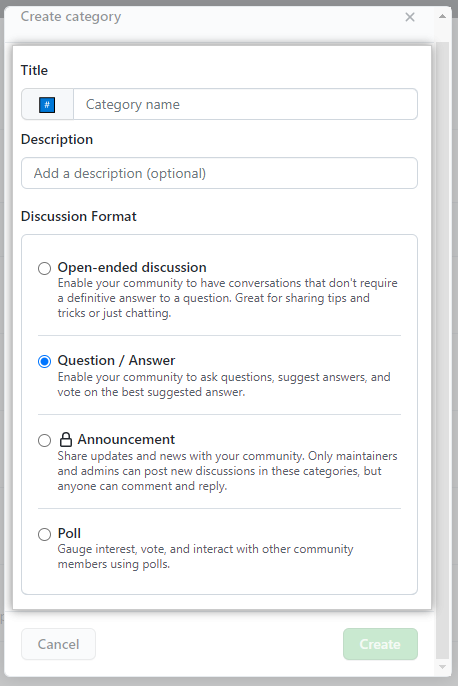 Create category
Title
# Category name
Description
Add a description (optional)
Discussion Format
Open-ended discussion
Enable your community to have conversations that don't require
a definitive answer to a question. Great for sharing tips and
tricks or just chatting.
Question / Answer
Enable your community to ask questions, suggest answers, and
vote on the best suggested answer.
Announcement
Share updates and news with your community. Only maintainers
and admins can post new discussions in these categories, but
anyone can comment and reply.
Poll
Gauge interest, vote, and interact with other community
members using polls.
Cancel
Create